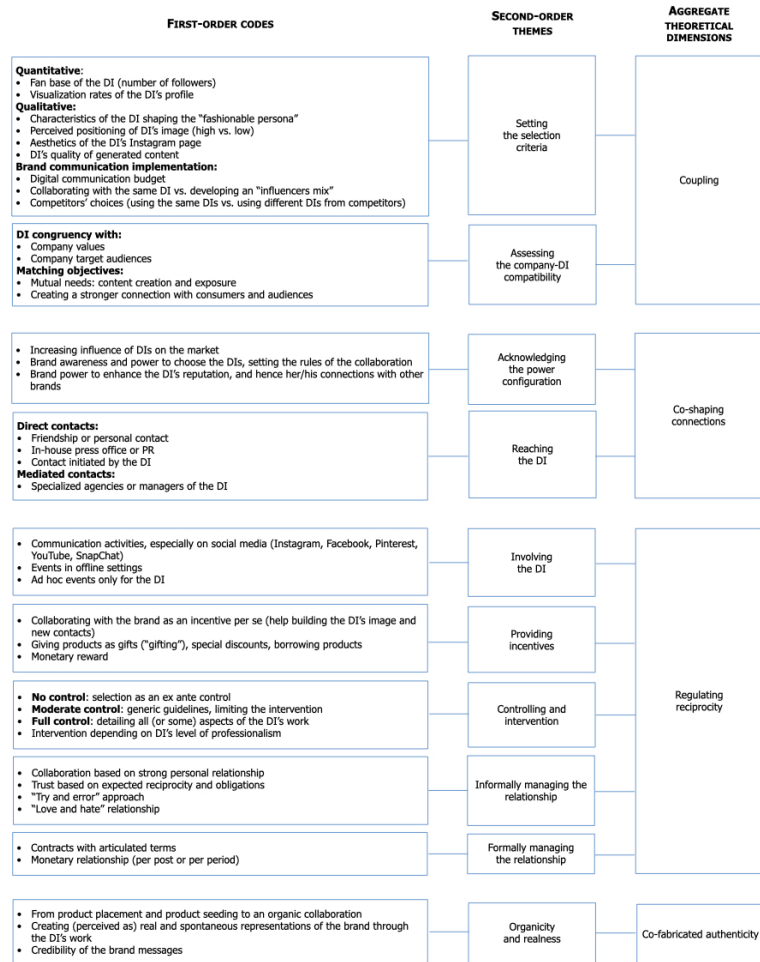 FIRST-ORDER CODES
SECOND-ORDER
THEMES
AGGREGATE
THEORETICAL
DIMENSIONS
Quantitative:
• Fan base of the DI (number of followers)
• Visualization rates of the DI's profile
Qualitative:
• Characteristics of the DI shaping the "fashionable persona"
• Perceived positioning of DI's image (high vs. low)
• Aesthetics of the DI's Instagram page
• DI's quality of generated content
Brand communication implementation:
• Digital communication budget
• Collaborating with the same DI vs. developing an "influencers mix"
• Competitors' choices (using the same DIs vs. using different DIs from competitors)
Setting
the selection
criteria
Coupling
DI congruency with:
• Company values
• Company target audiences
Matching objectives:
• Mutual needs: content creation and exposure
• Creating a stronger connection with consumers and audiences
Assessing
the company-DI
compatibility
• Increasing influence of DIs on the market
• Brand awareness and power to choose the DIs, setting the rules of the collaboration
• Brand power to enhance the DI's reputation, and hence her/his connections with other
brands
Acknowledging
the power
configuration
Co-shaping
connections
Direct contacts:
• Friendship or personal contact
• In-house press office or PR
• Contact initiated by the DI
Mediated contacts:
• Specialized agencies or managers of the DI
Reaching
the DI
• Communication activities, especially on social media (Instagram, Facebook, Pinterest,
YouTube, SnapChat)
• Events in offline settings
• Ad hoc events only for the DI
Involving
the DI
• Collaborating with the brand as an incentive per se (help building the DI's image and
new contacts)
• Giving products as gifts ("gifting"), special discounts, borrowing products
• Monetary reward
Providing
incentives
• No control: selection as an ex ante control
• Moderate control: generic guidelines, limiting the intervention
• Full control: detailing all (or some) aspects of the DI's work
• Intervention depending on DI's level of professionalism
Controlling and
intervention
Regulating
reciprocity
• Collaboration based on strong personal relationship
• Trust based on expected reciprocity and obligations
• "Try and error" approach
• "Love and hate" relationship
Informally managing the
relationship
• Contracts with articulated terms
• Monetary relationship (per post or per period)
Formally managing
the relationship
• From product placement and product seeding to an organic collaboration
• Creating (perceived as) real and spontaneous representations of the brand through
the DI's work
• Credibility of the brand messages
Organicity
and realness
Co-fabricated authenticity